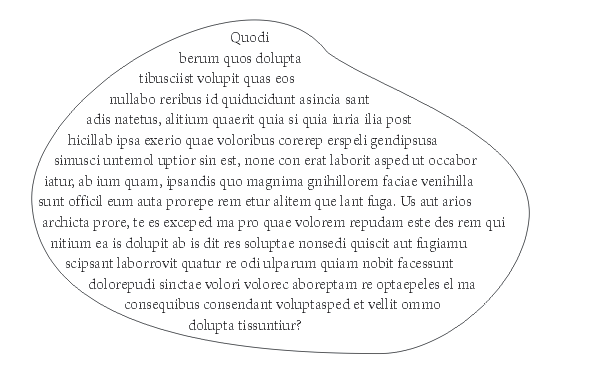 Quodi
berum quos dolupta
tibusciist volupit quas eos
nullabo reribus id quiducidunt asincia sant
adis natetus, alitium quaerit quia si quia iuria ilia post
hicillab ipsa exerio quae voloribus corerep erspeli gendipsusa
simusci untemol uptior sin est, none con erat laborit asped ut occabor
iatur, ab ium quam, ipsandis quo magnima gnihillorem faciae venihilla
sunt officil eum auta prorepe rem etur alitem que lant fuga. Us aut arios
archicta prore, te es exceped ma pro quae volorem repudam este des rem qui
nitium ea is dolupit ab is dit res soluptae nonsedi quiscit aut fugiamu
scipsant laborrovit quatur re odi ulparum quiam nobit facessunt
dolorepudi sinctae volori volorec aboreptam re optaepeles el ma
consequibus consendant voluptasped et vellit ommo
dolupta tissuntiur?